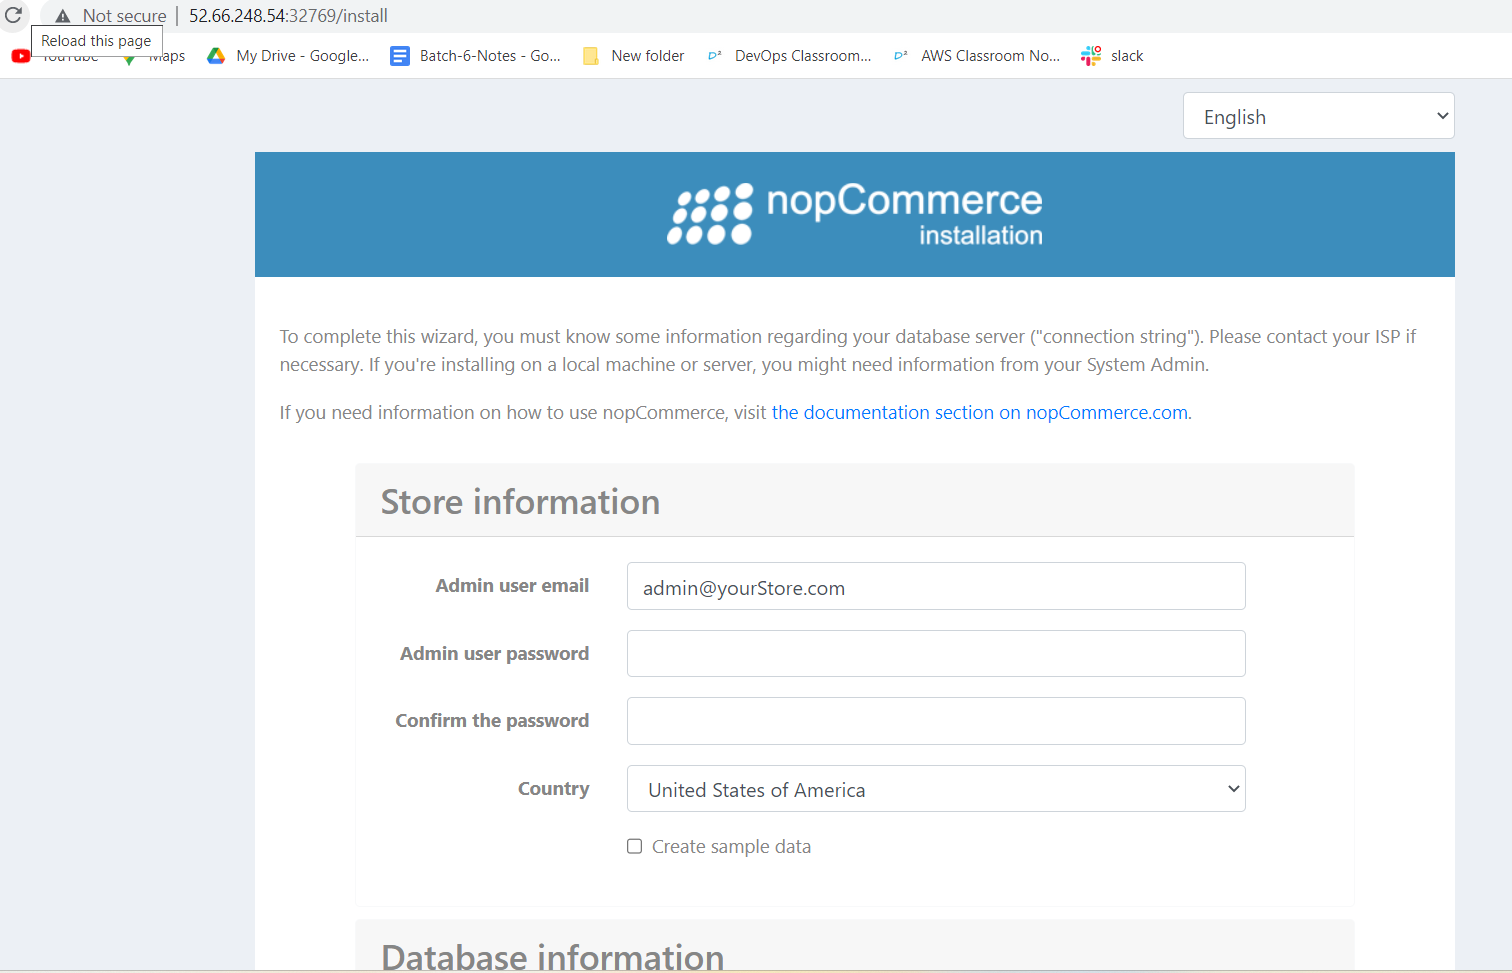 Not secure | 52.66.248.54:32769/install
Reload this page
YouTube Maps My Drive - Google... Batch-6-Notes - Go... New folder D² DevOps Classroom... D² AWS Classroom No... slack
English
nopCommerce
installation
To complete this wizard, you must know some information regarding your database server ("connection string"). Please contact your ISP if
necessary. If you're installing on a local machine or server, you might need information from your System Admin.
If you need information on how to use nopCommerce, visit the documentation section on nopCommerce.com.
Store information
Admin user email admin@yourStore.com
Admin user password
Confirm the password
Country United States of America
Create sample data
Database information